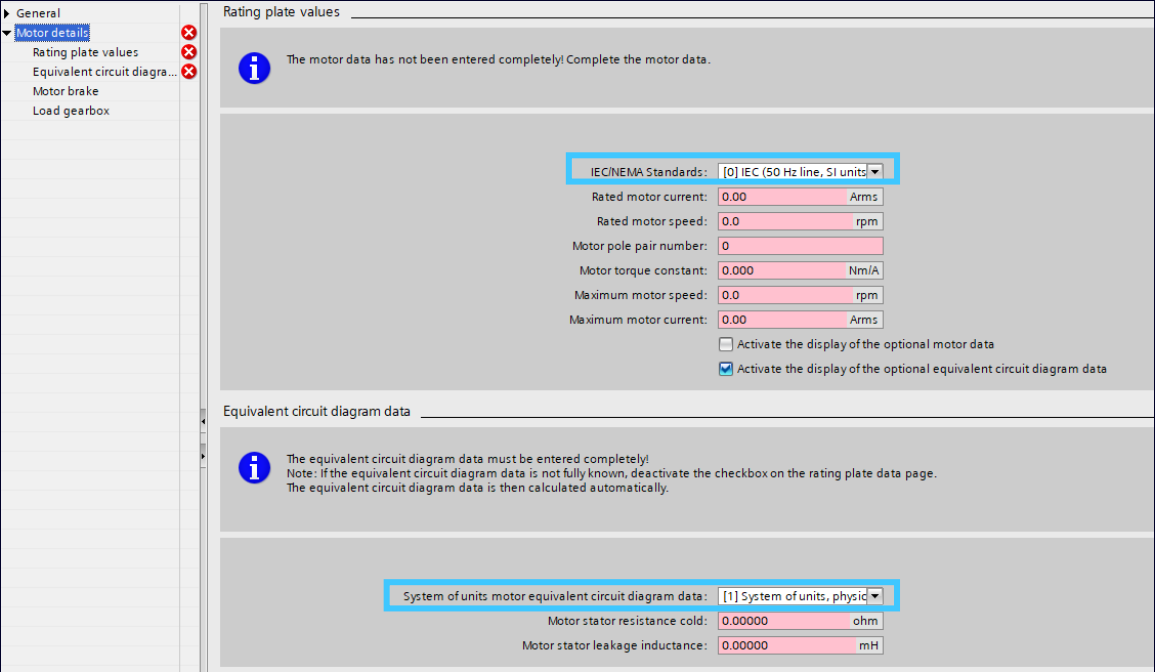 General
Motor details
Rating plate values
Equivalent circuit diagra...
Motor brake
Load gearbox
Rating plate values
The motor data has not been entered completely! Complete the motor data.
IEC/NEMA Standards: [0] IEC (50 Hz line, SI units
Rated motor current: 0.00 Arms
Rated motor speed: 0.0 rpm
Motor pole pair number: 0
Motor torque constant: 0.000 Nm/A
Maximum motor speed: 0.0 rpm
Maximum motor current: 0.00 Arms
Activate the display of the optional motor data
Activate the display of the optional equivalent circuit diagram data
Equivalent circuit diagram data
The equivalent circuit diagram data must be entered completely!
Note: If the equivalent circuit diagram data is not fully known, deactivate the checkbox on the rating plate data page.
The equivalent circuit diagram data is then calculated automatically.
System of units motor equivalent circuit diagram data: [1] System of units, physic
Motor stator resistance cold: 0.00000 ohm
Motor stator leakage inductance: 0.00000 mH